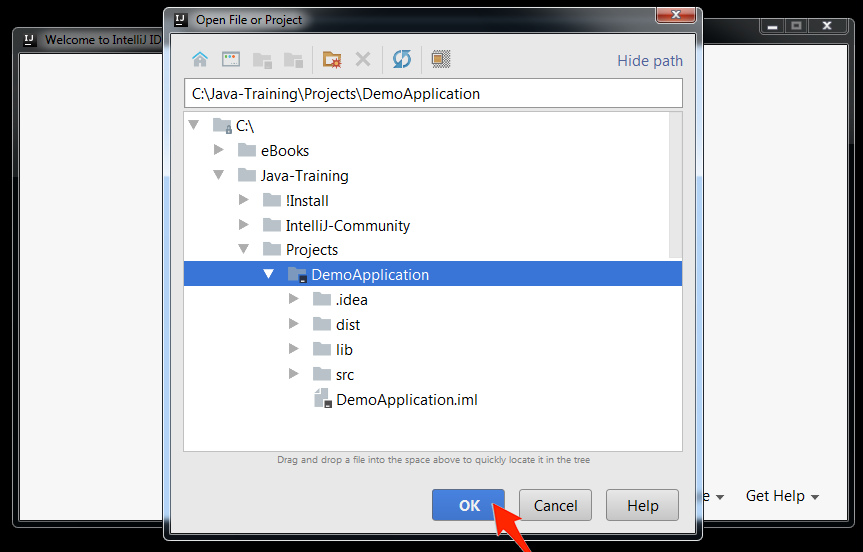 Open File or Project
Welcome to IntelliJ ID
Hide path
C:\Java-Training\Projects\DemoApplication
C:\
eBooks
Java-Training
!Install
IntelliJ-Community
Projects
DemoApplication
.idea
dist
lib
src
DemoApplication.iml
Drag and drop a file into the space above to quickly locate it in the tree
OK Cancel Help
e Get Help